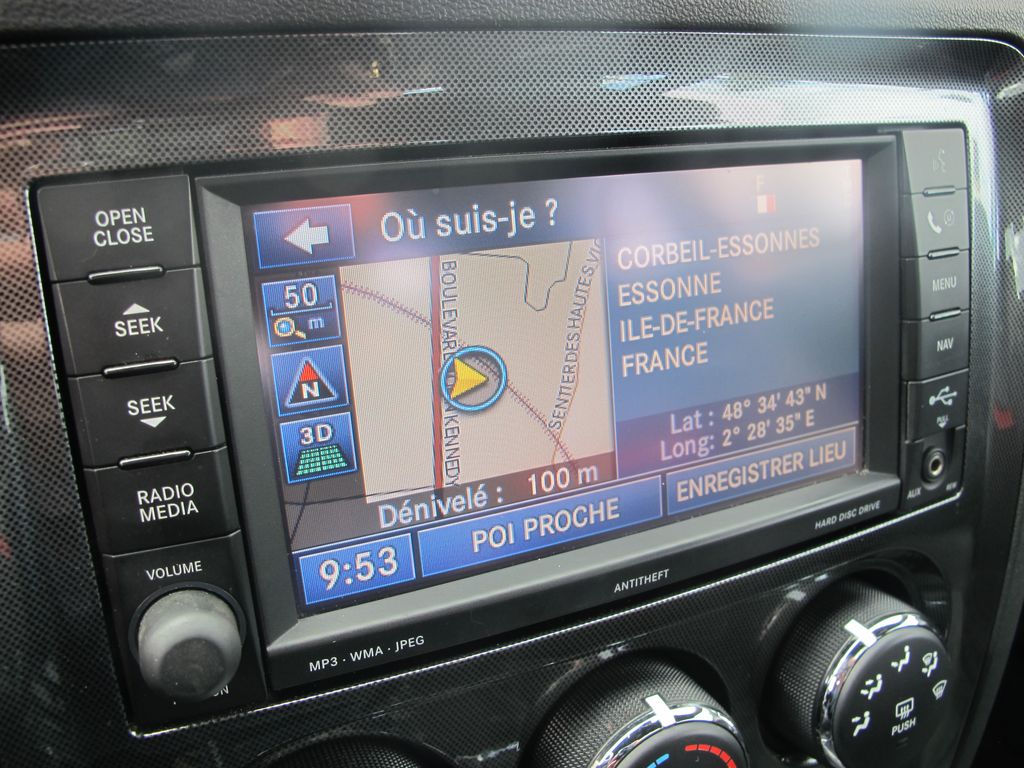 OPEN
CLOSE
SEEK
SEEK
RADIO
MEDIA
VOLUME
Où suis-je ?
50
m
N
3D
BOULEVARD
KENNEDY
SENTIER DES HAUTES
CORBEIL-ESSONNES
ESSONNE
ILE-DE-FRANCE
FRANCE
Lat : 48° 34' 43" N
Long: 2° 28' 35" E
Dénivelé : 100 m
9:53
POI PROCHE
ENREGISTRER LIEU
MENU
NAV
AUX
HARD DISC DRIVE
ANTITHEFT
MP3 · WMA · JPEG
PUSH